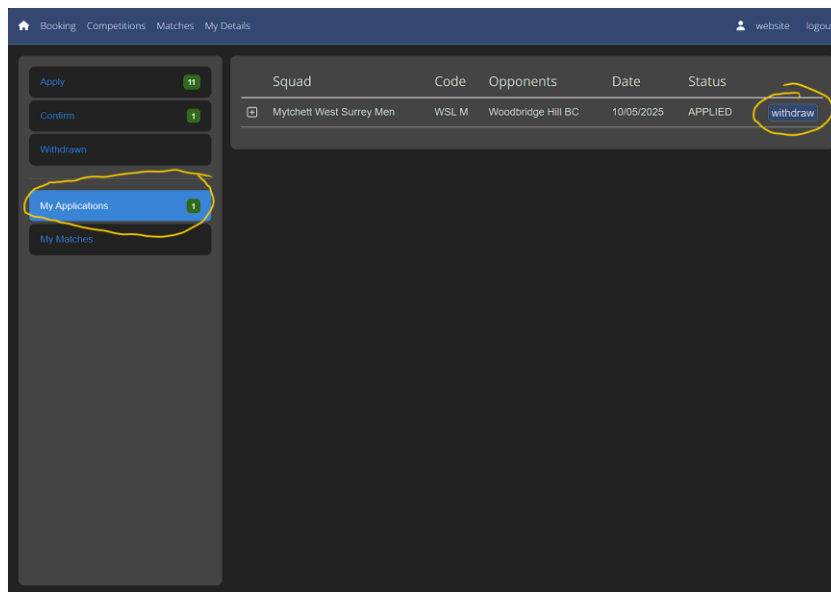 Booking Competitions Matches My Details website logou
Apply 11
Confirm 1
Withdrawn
My Applications 1
My Matches
Squad Code Opponents Date Status
Mytchett West Surrey Men WSL M Woodbridge Hill BC 10/05/2025 APPLIED withdraw